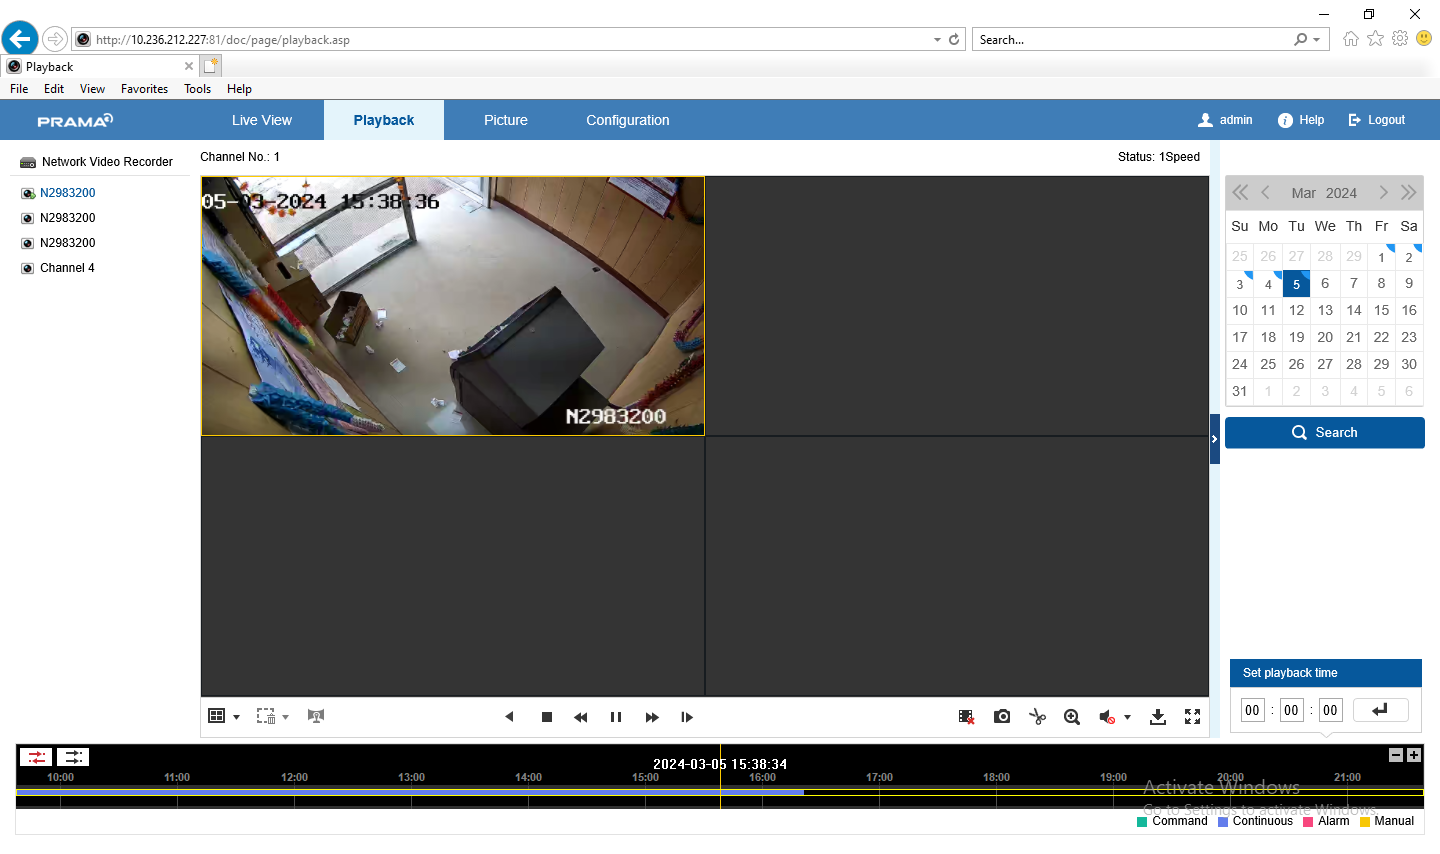 http://10.236.212.227:81/doc/page/playback.asp
Search...
Playback
File Edit View Favorites Tools Help
PRAMA
Live View Playback Picture Configuration
admin Help Logout
Network Video Recorder
N2983200
N2983200
N2983200
Channel 4
Channel No.: 1
Status: 1Speed
05-03-2024 15:38:36
N2983200
Mar 2024
Su Mo Tu We Th Fr Sa
25 26 27 28 29 1 2
3 4 5 6 7 8 9
10 11 12 13 14 15 16
17 18 19 20 21 22 23
24 25 26 27 28 29 30
31 1 2 3 4 5 6
Search
Set playback time
00 : 00 : 00
2024-03-05 15:38:34
10:00 11:00 12:00 13:00 14:00 15:00 16:00 17:00 18:00 19:00 20:00 21:00
Activate Windows
Go to Settings to activate Windows.
Command Continuous Alarm Manual